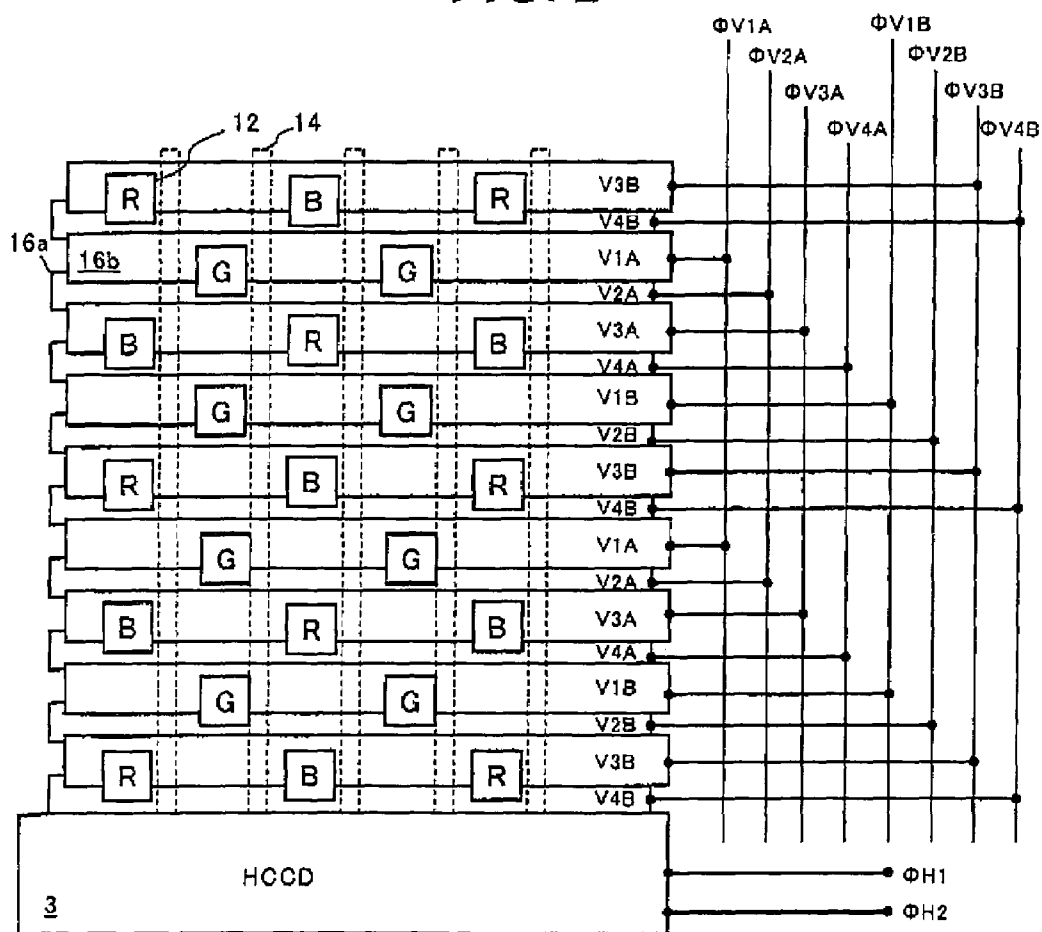 ΦV1A ΦV1B
ΦV2A ΦV2B
ΦV3A ΦV3B
ΦV4A ΦV4B
12 14
R B R V3B
V4B
16a
16b G G V1A
V2A
B R B V3A
V4A
G G V1B
V2B
R B R V3B
V4B
G G V1A
V2A
B R B V3A
V4A
G G V1B
V2B
R B R V3B
V4B
HCCD ΦH1
3 ΦH2